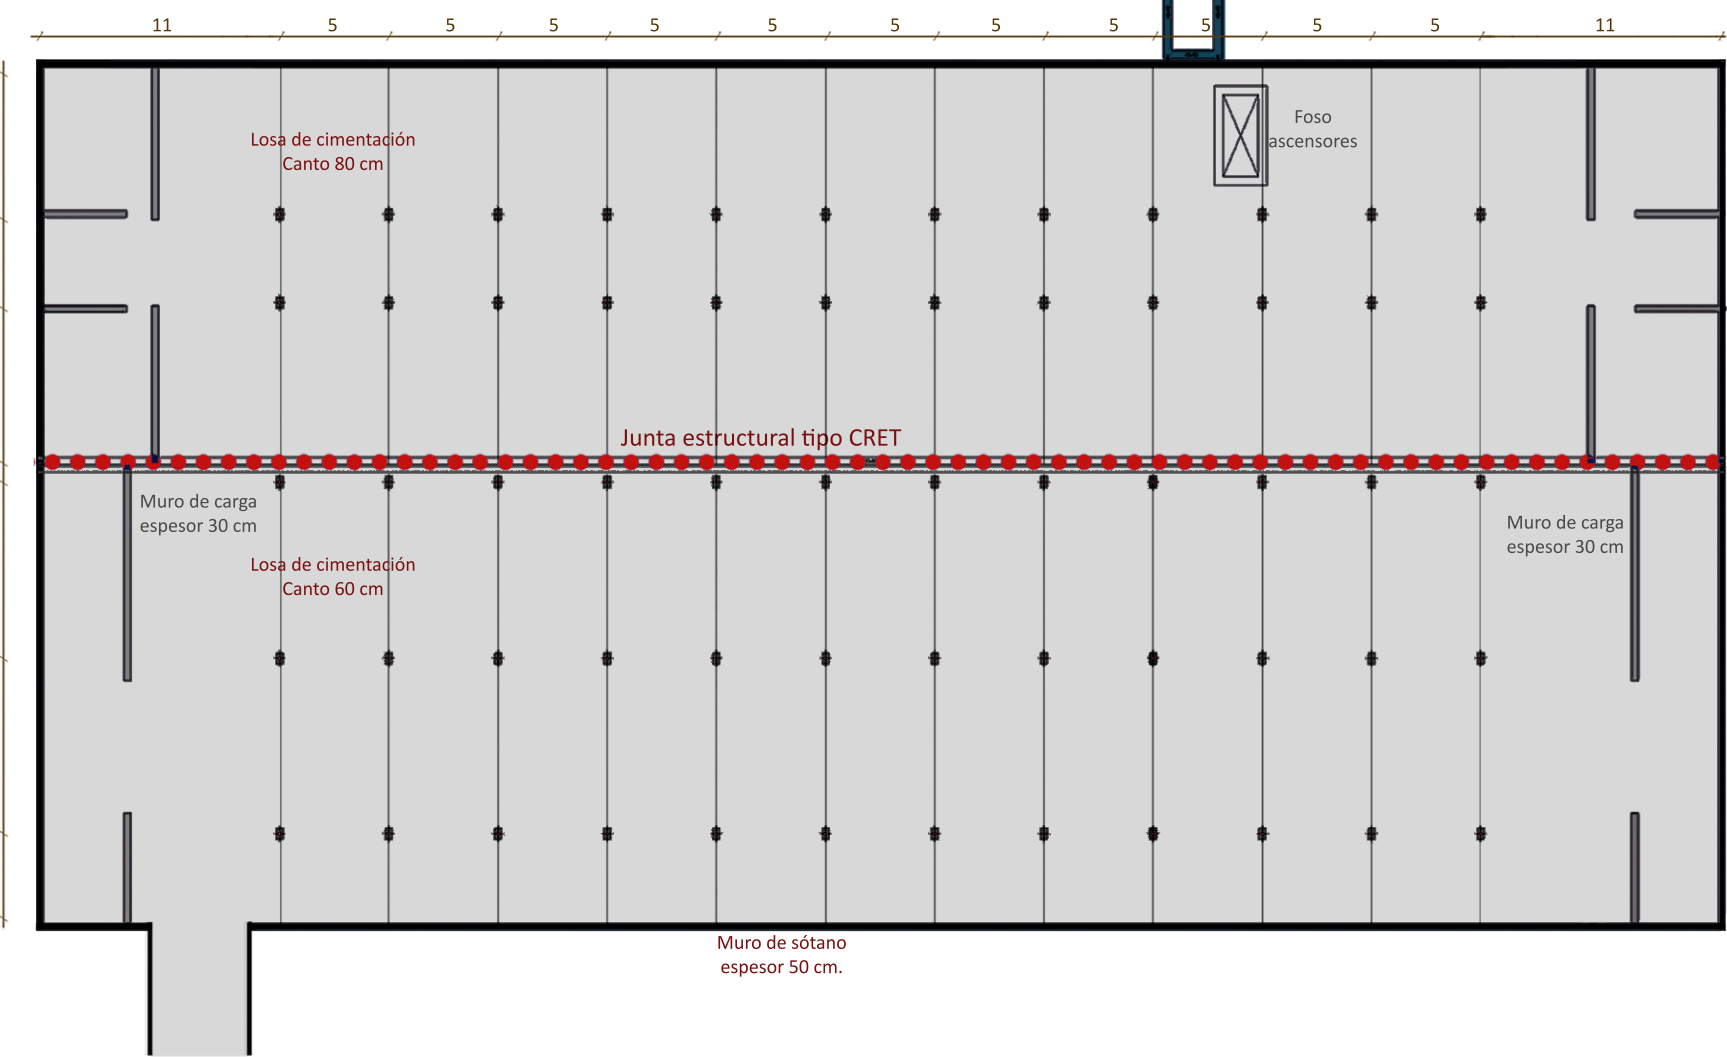 11 5 5 5 5 5 5 5 5 5 5 5 11
Losa de cimentación
Canto 80 cm
Foso
ascensores
Junta estructural tipo CRET
Muro de carga
espesor 30 cm
Muro de carga
espesor 30 cm
Losa de cimentación
Canto 60 cm
Muro de sótano
espesor 50 cm.